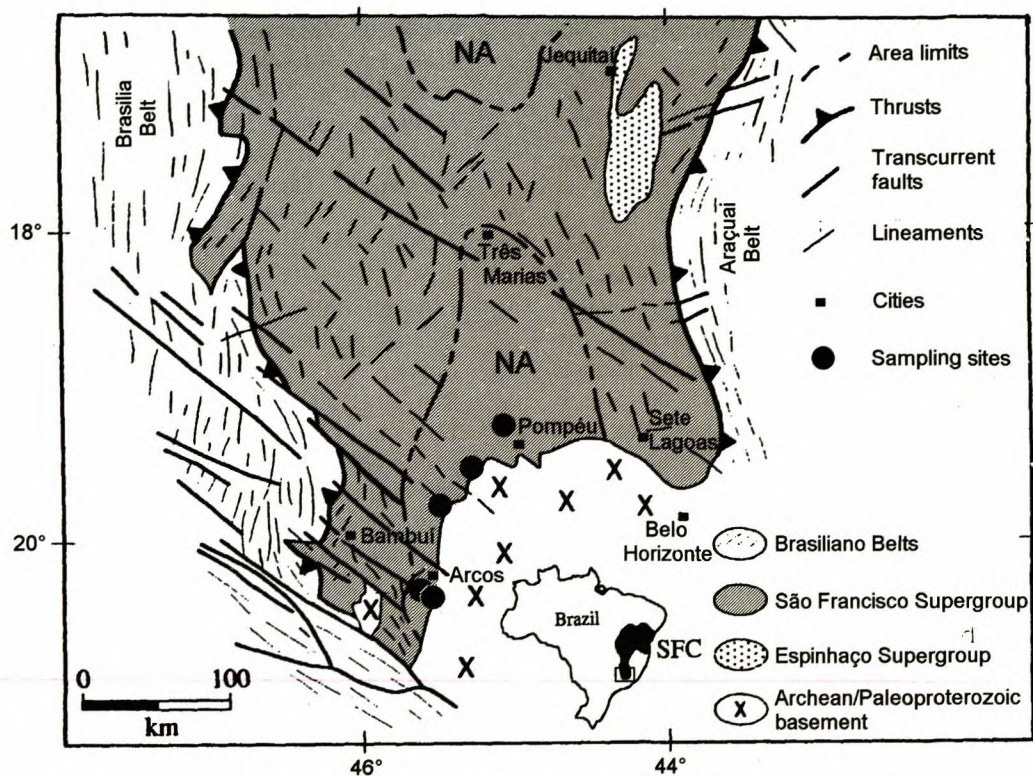 NA
Jequitai
Brasilia
Belt
Area limits
Thrusts
Transcurrent
faults
18°
Três
Marias
Araçuai
Belt
Lineaments
Cities
NA
Sampling sites
Pompéu
Sete
Lagoas
X
X
X
X
Belo
Horizonte
20°
Bambuí
X
Brasiliano Belts
Arcos
X
X
Brazil
SFC
São Francisco Supergroup
X
Espinhaço Supergroup
0
100
km
X
Archean/Paleoproterozoic
basement
46°
44°